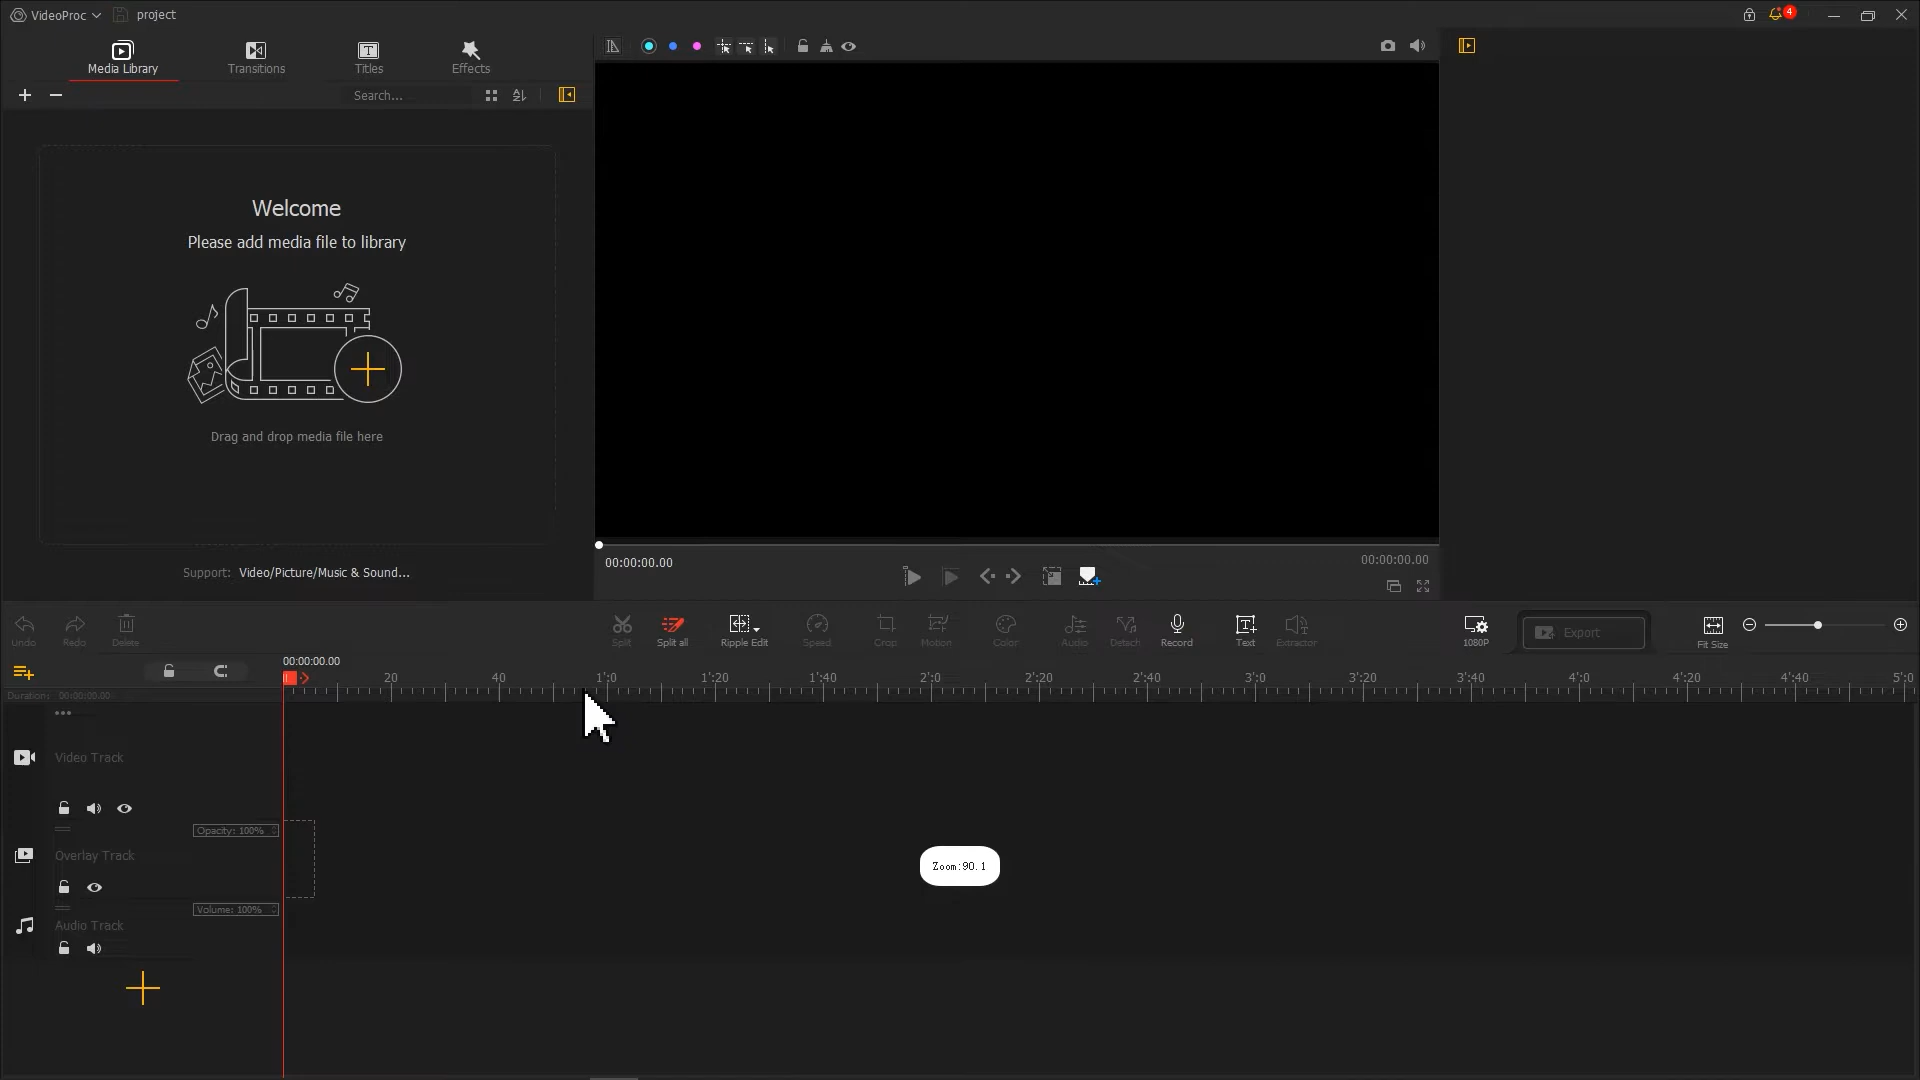 VideoProc project
4
Media Library
Transitions
Titles
Effects
Search...
Welcome
Please add media file to library
Drag and drop media file here
Support: Video/Picture/Music & Sound...
00:00:00.00
00:00:00.00
Undo
Redo
Delete
Split
Split all
Ripple Edit
Speed
Crop
Motion
Color
Audio
Detach
Record
Text
Extractor
1080P
Export
Fit Size
00:00:00.00
20 40 1':0 1':20 1':40 2':0 2':20 2':40 3':0 3':20 3':40 4':0 4':20 4':40 5':0
Duration: 00:00:00.00
Video Track
Opacity: 100%
Overlay Track
Zoom:90.1
Volume: 100%
Audio Track